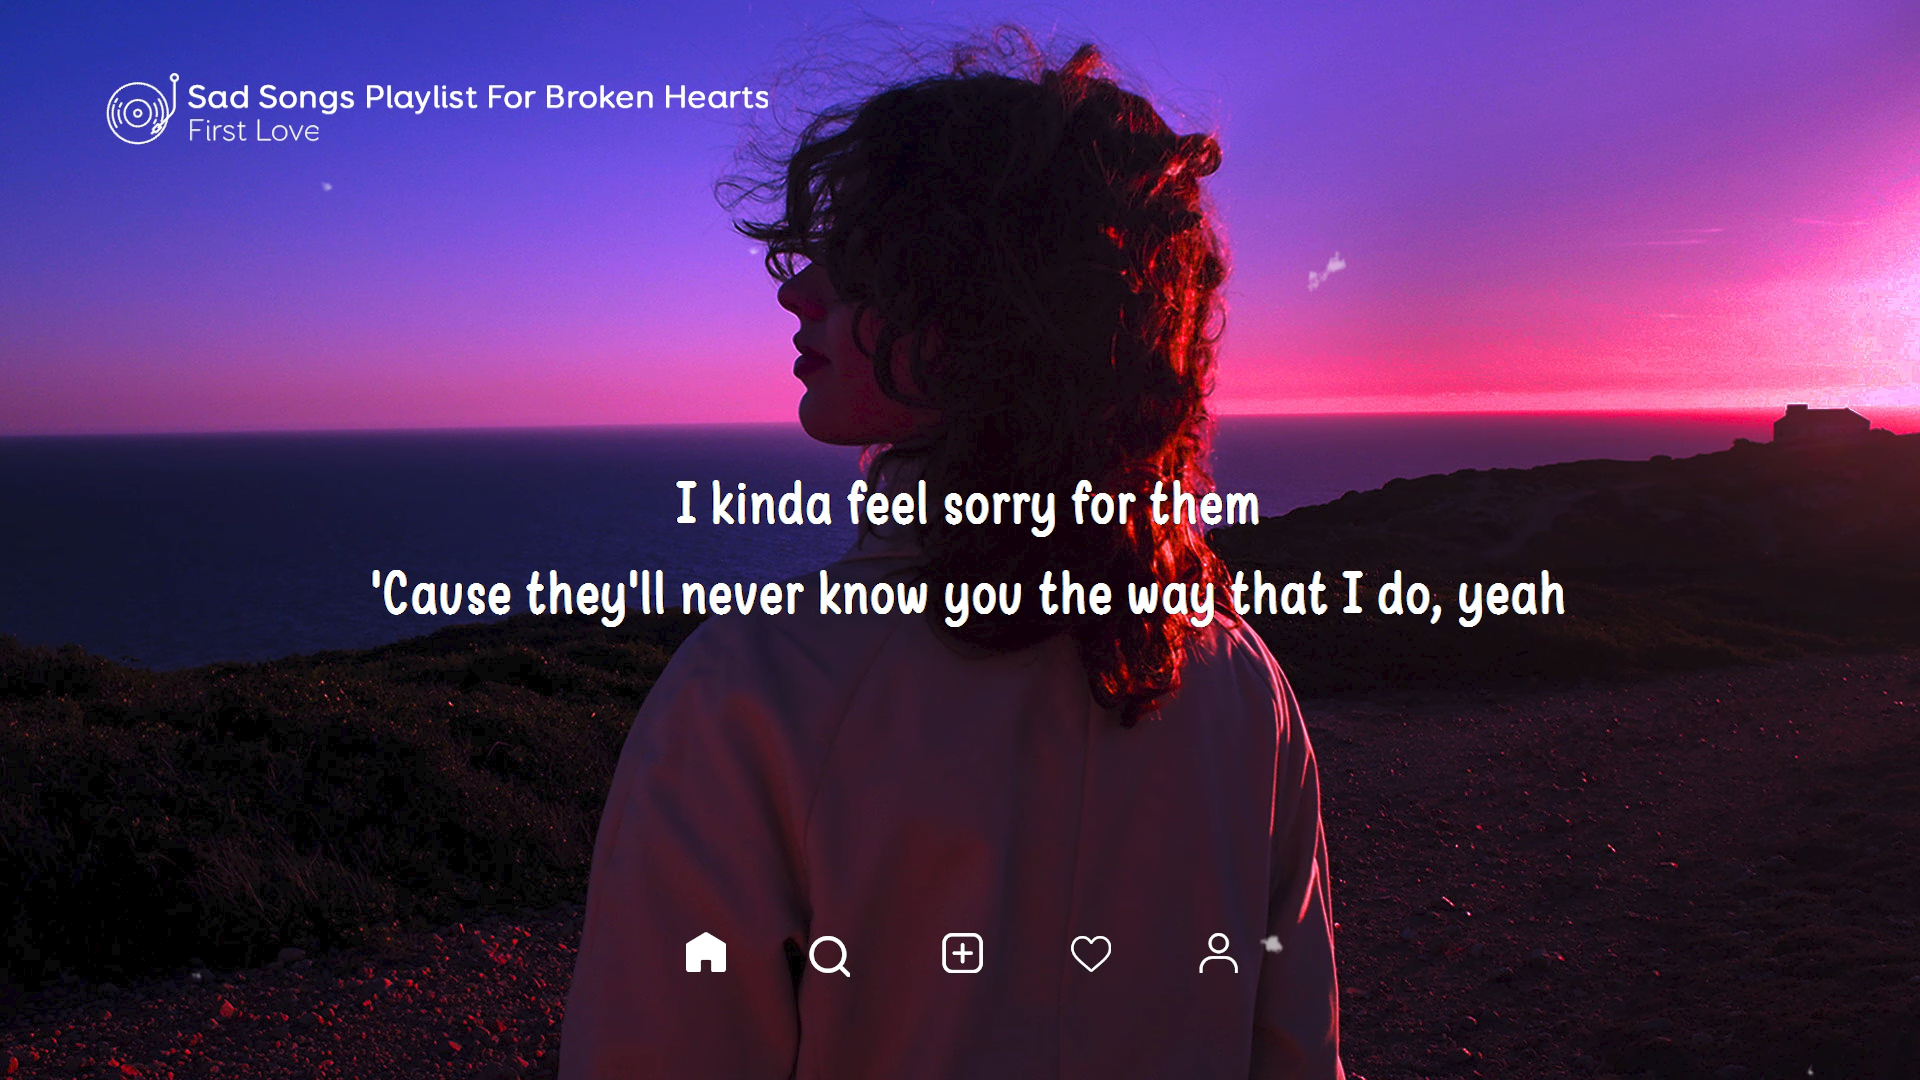 Sad Songs Playlist For Broken Hearts
First Love
I kinda feel sorry for them
'Cause they'll never know you the way that I do, yeah